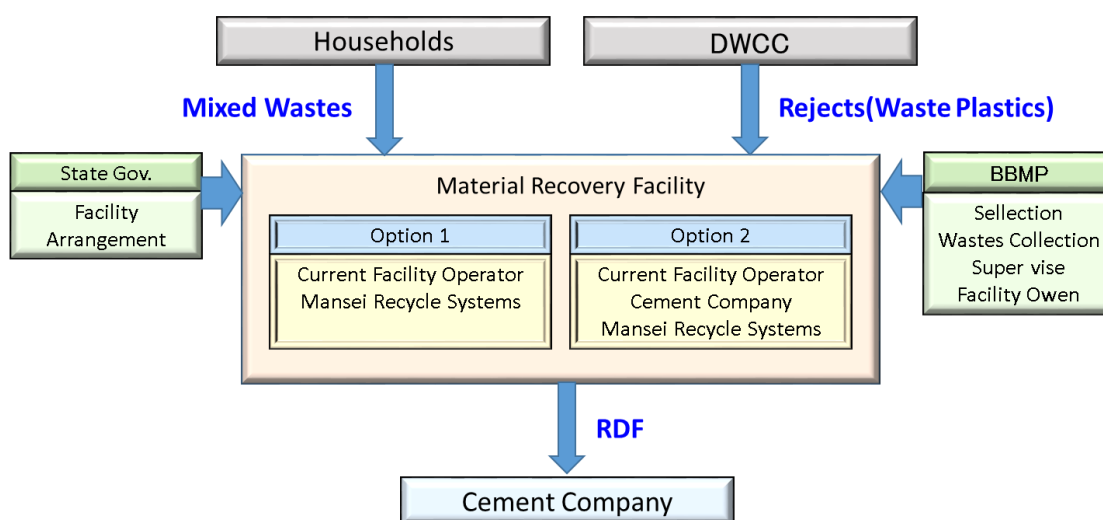 Households
DWCC
Mixed Wastes
Rejects(Waste Plastics)
State Gov.
Facility
Arrangement
Material Recovery Facility
Option 1
Current Facility Operator
Mansei Recycle Systems
Option 2
Current Facility Operator
Cement Company
Mansei Recycle Systems
BBMP
Sellection
Wastes Collection
Super vise
Facility Owen
RDF
Cement Company